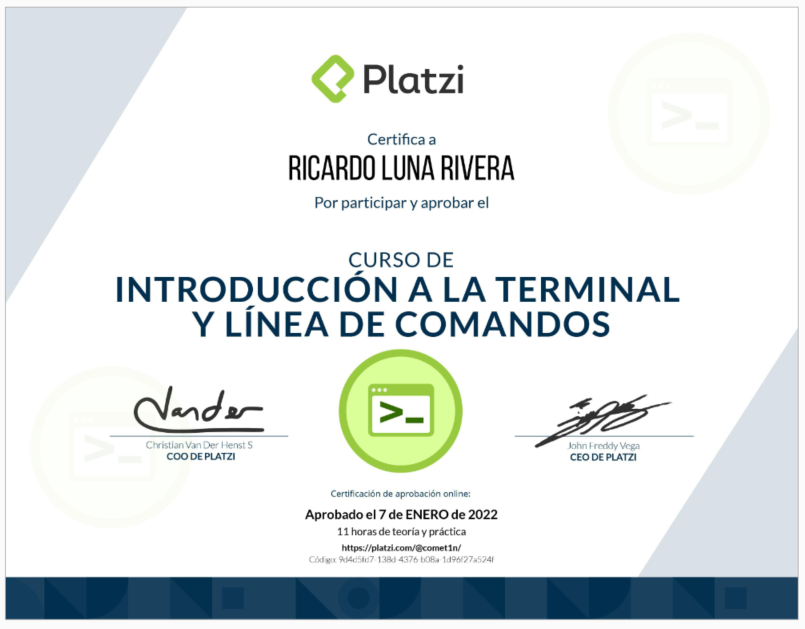 Platzi
Certifica a
RICARDO LUNA RIVERA
Por participar y aprobar el
CURSO DE
INTRODUCCIÓN A LA TERMINAL
Y LÍNEA DE COMANDOS
Vander
Christian Van Der Henst S
COO DE PLATZI
John Freddy Vega
CEO DE PLATZI
Certificación de aprobación online:
Aprobado el 7 de ENERO de 2022
11 horas de teoría y práctica
https://platzi.com/@comet1n/
Código: 9d4d5fd7-138d-4376-b08a-1d96f27a524f